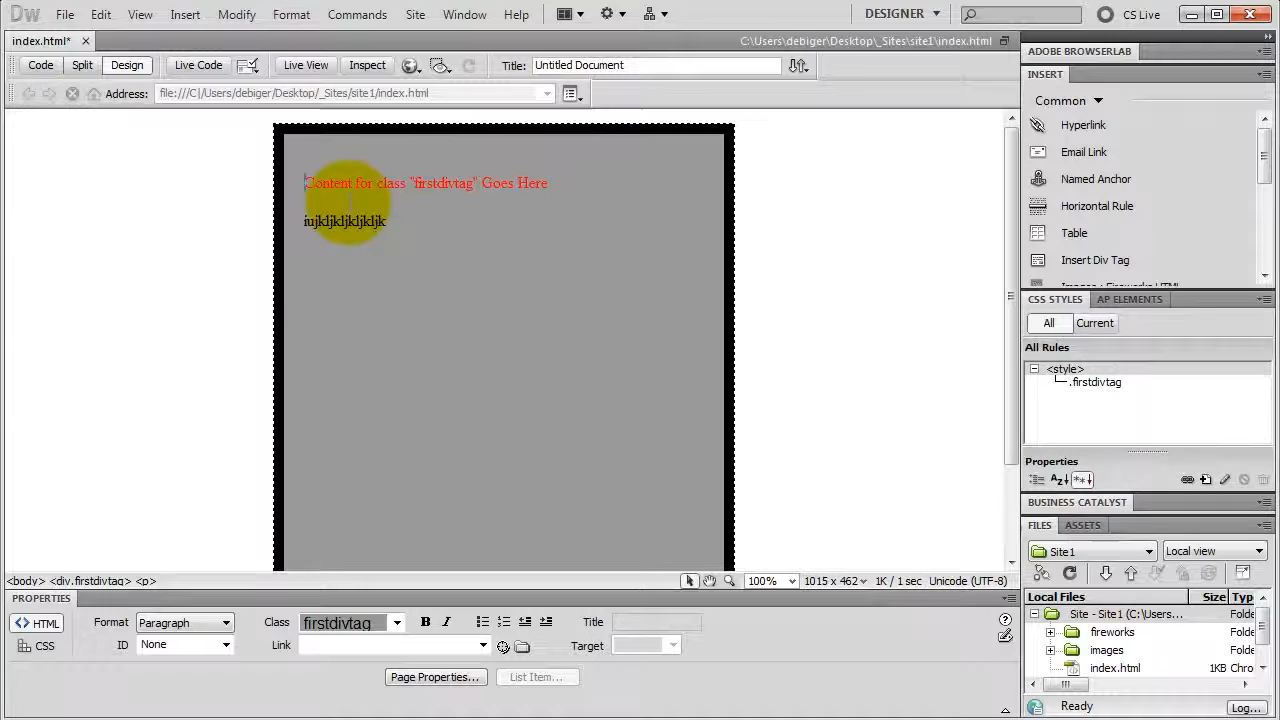 Dw File Edit View Insert Modify Format Commands Site Window Help DESIGNER CS Live
index.html* C:\Users\debiger\Desktop\_Sites\site1\index.html
Code Split Design Live Code Live View Inspect Title: Untitled Document
Address: file:///C|/Users/debiger/Desktop/_Sites/site1/index.html
Content for class "firstdivtag" Goes Here
iujkljkljkljkljk
ADOBE BROWSERLAB
INSERT
Common
Hyperlink
Email Link
Named Anchor
Horizontal Rule
Table
Insert Div Tag
CSS STYLES AP ELEMENTS
All Current
All Rules
<style>
.firstdivtag
Properties
BUSINESS CATALYST
FILES ASSETS
Site1 Local view
Local Files Size Typ
Site - Site1 (C:\Users... Folde
fireworks Folde
images Folde
index.html 1KB Chro
Ready Log...
<body> <div.firstdivtag> <p> 100% 1015 x 462 1K / 1 sec Unicode (UTF-8)
PROPERTIES
<> HTML Format Paragraph Class firstdivtag B I Title
CSS ID None Link Target
Page Properties... List Item...